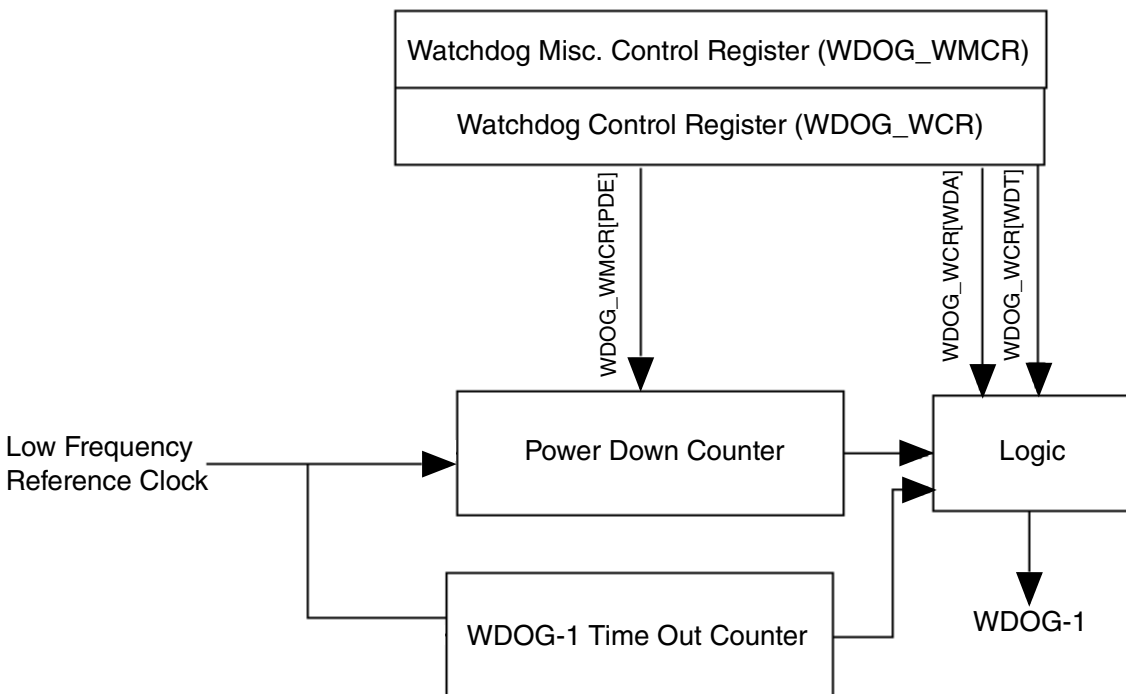 Watchdog Misc. Control Register (WDOG_WMCR)
Watchdog Control Register (WDOG_WCR)
WDOG_WMCR[PDE]
WDOG_WCR[WDA]
WDOG_WCR[WDT]
Low Frequency
Reference Clock
Power Down Counter
Logic
WDOG-1 Time Out Counter
WDOG-1